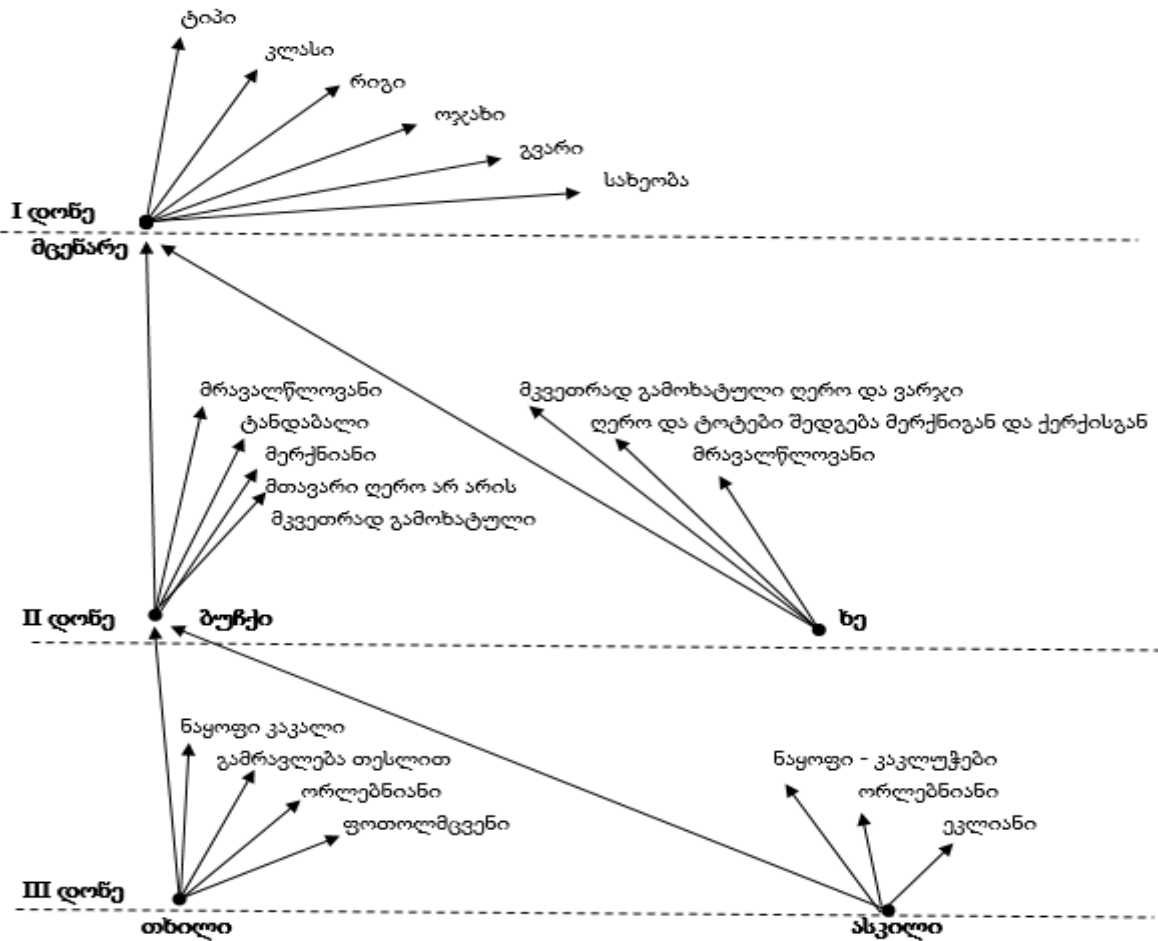 ტიპი
კლასი
რიგი
ოჯახი
გვარი
სახეობა
I დონე
მცენარე
მრავალწლოვანი
ტანდაბალი
მერქნიანი
მთავარი ღერო არ არის
მკვეთრად გამოხატული
მკვეთრად გამოხატული ღერო და ვარჯი
ღერო და ტოტები შედგება მერქნიგან და ქერქისგან
მრავალწლოვანი
II დონე
ბუჩქი
ხე
ნაყოფი კაკალი
გამრავლება თესლით
ორლებნიანი
ფოთოლმცვენი
ნაყოფი - კაკლუჭები
ორლებნიანი
ეკლიანი
III დონე
თხილი
ასკილი